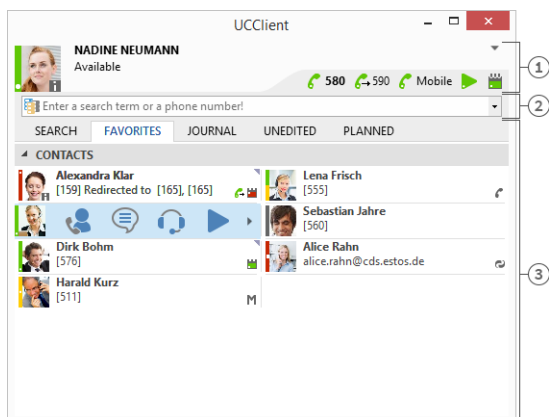 UCClient
NADINE NEUMANN
Available
580 590 Mobile
1
Enter a search term or a phone number!
2
SEARCH FAVORITES JOURNAL UNEDITED PLANNED
CONTACTS
Alexandra Klar
[159] Redirected to [165], [165]
Lena Frisch
[555]
Sebastian Jahre
[560]
Dirk Bohm
[576]
Alice Rahn
alice.rahn@cds.estos.de
3
Harald Kurz
[511]
M